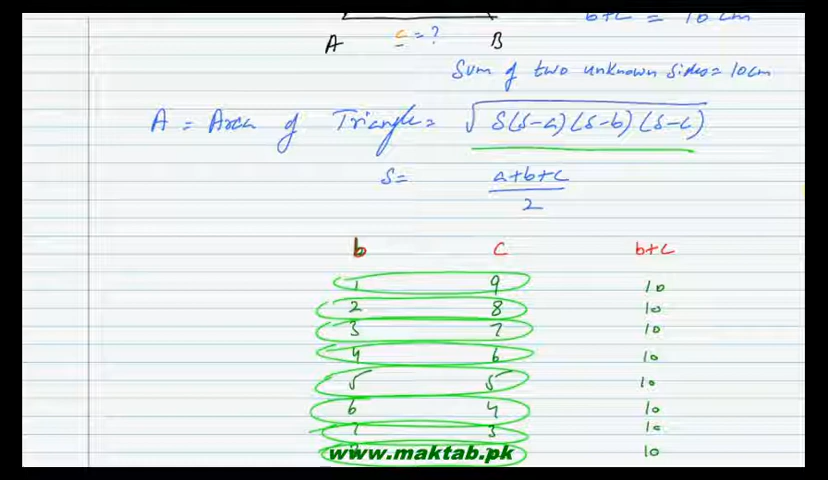 b+c = 10 cm
A c = ? B
Sum of two unknown sides = 10cm
A = Area of Triangle = √S(S-a)(S-b)(S-c)
S= a+b+c
2
b c b+c
1 9 10
2 8 10
3 7 10
4 6 10
5 5 10
6 4 10
7 3 10
10
www.maktab.pk